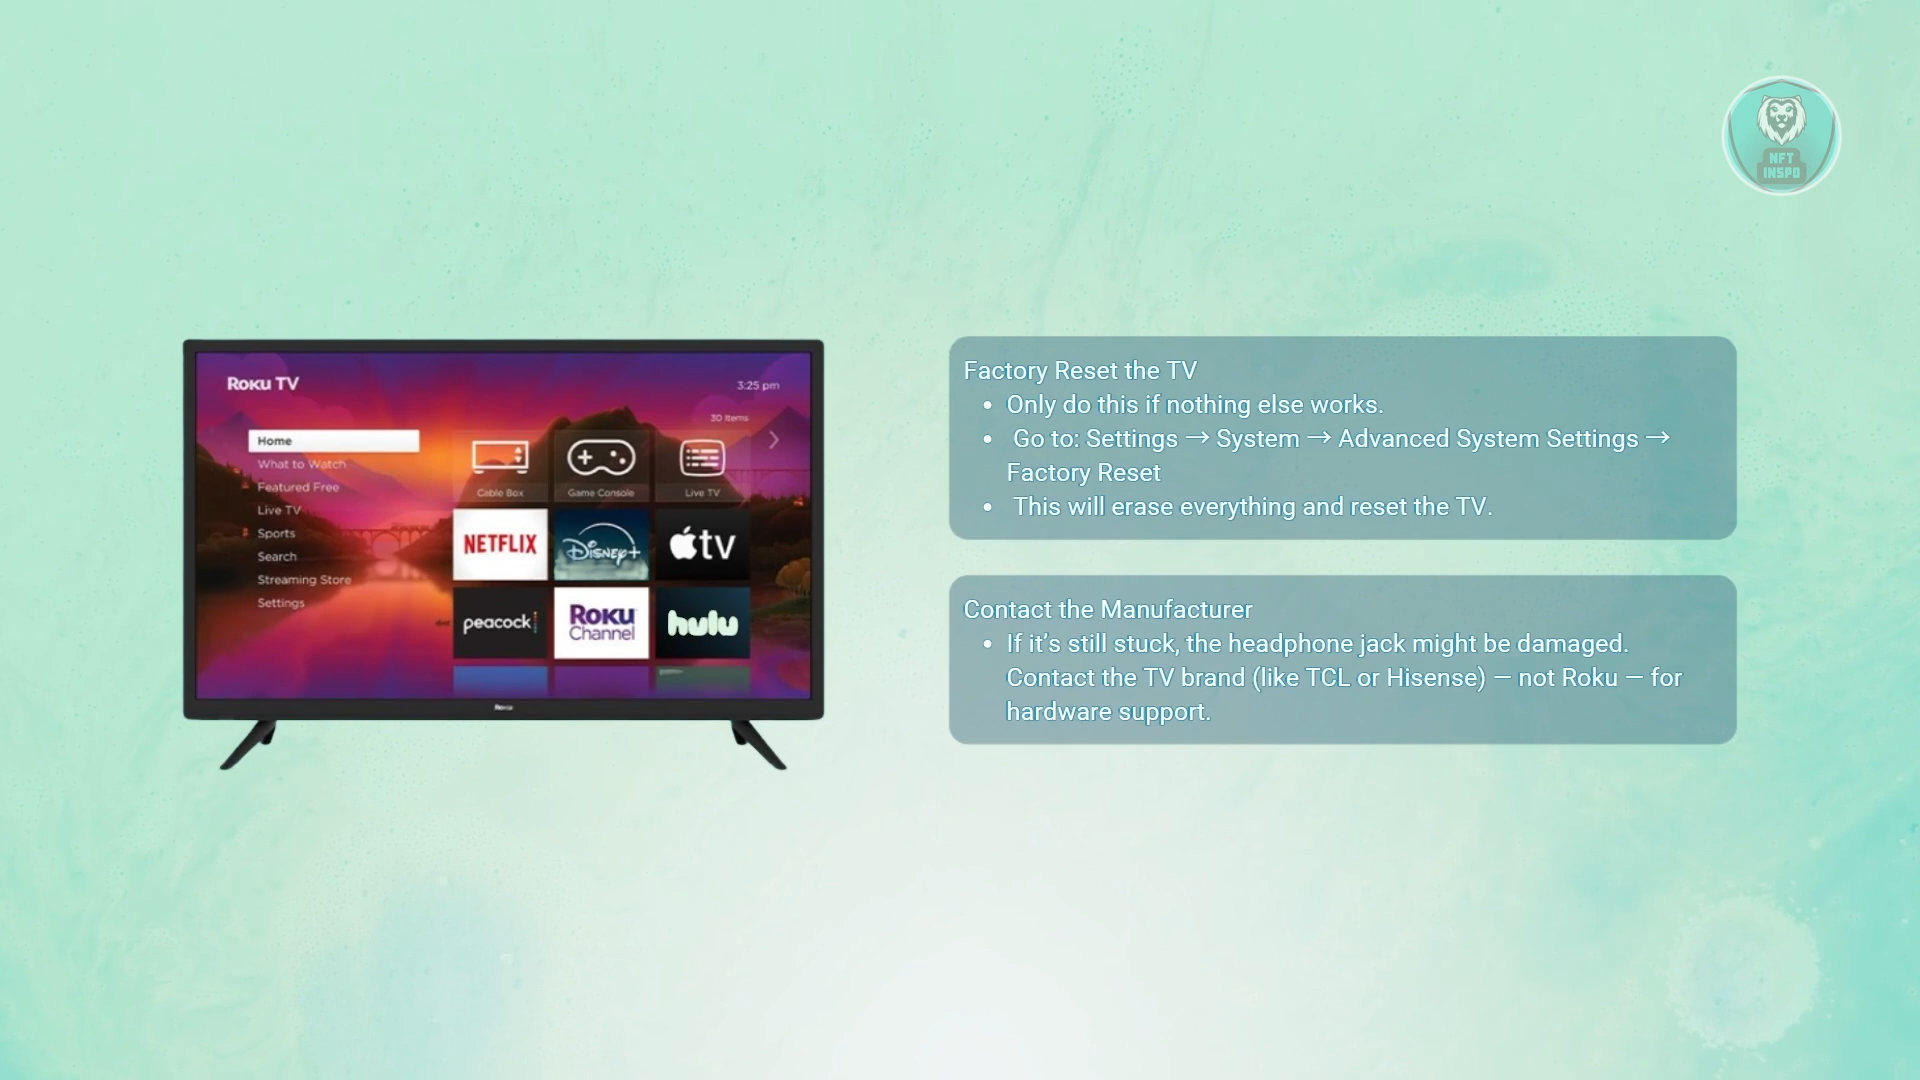 NFT
INSPO
Roku TV
3:25 pm
30 Items
Home
What to Watch
Featured Free
Live TV
Sports
Search
Streaming Store
Settings
Cable Box
Game Console
Live TV
NETFLIX
Disney+
tv
peacock
Roku
Channel
hulu
Roku
Factory Reset the TV
• Only do this if nothing else works.
• Go to: Settings → System → Advanced System Settings →
Factory Reset
• This will erase everything and reset the TV.
Contact the Manufacturer
• If it’s still stuck, the headphone jack might be damaged.
Contact the TV brand (like TCL or Hisense) — not Roku — for
hardware support.